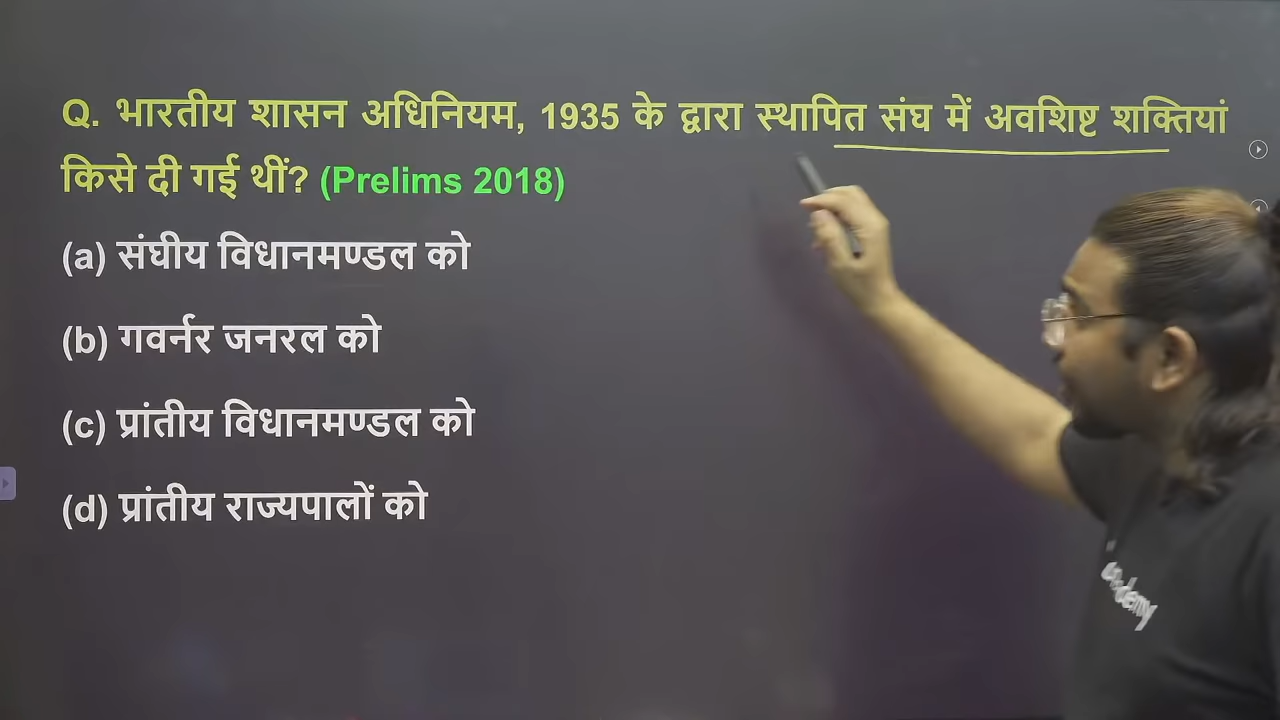 Q. भारतीय शासन अधिनियम, 1935 के द्वारा स्थापित संघ में अवशिष्ट शक्तियां
किसे दी गई थीं? (Prelims 2018)
(a) संघीय विधानमण्डल को
(b) गवर्नर जनरल को
(c) प्रांतीय विधानमण्डल को
(d) प्रांतीय राज्यपालों को